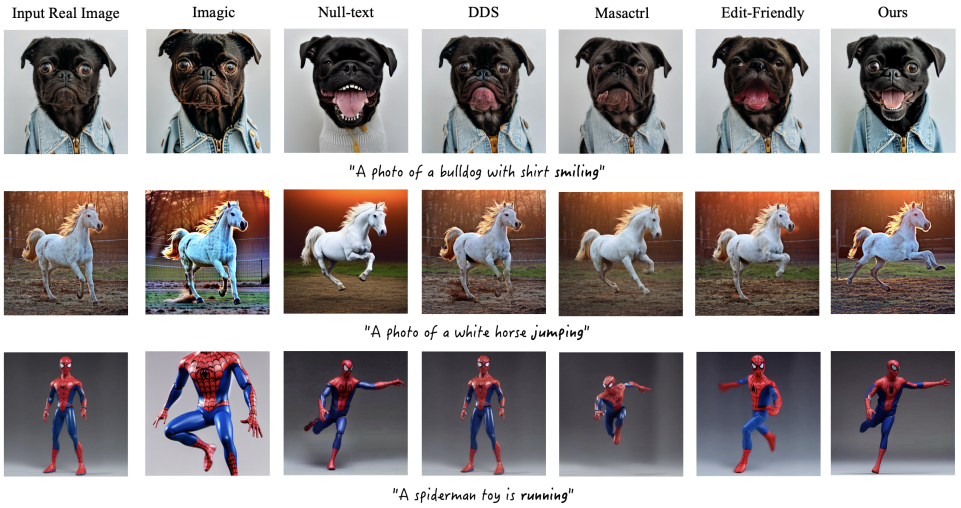 Input Real Image Imagic Null-text DDS Masactrl Edit-Friendly Ours
"A photo of a bulldog with shirt smiling"
"A photo of a white horse jumping"
"A spiderman toy is running"